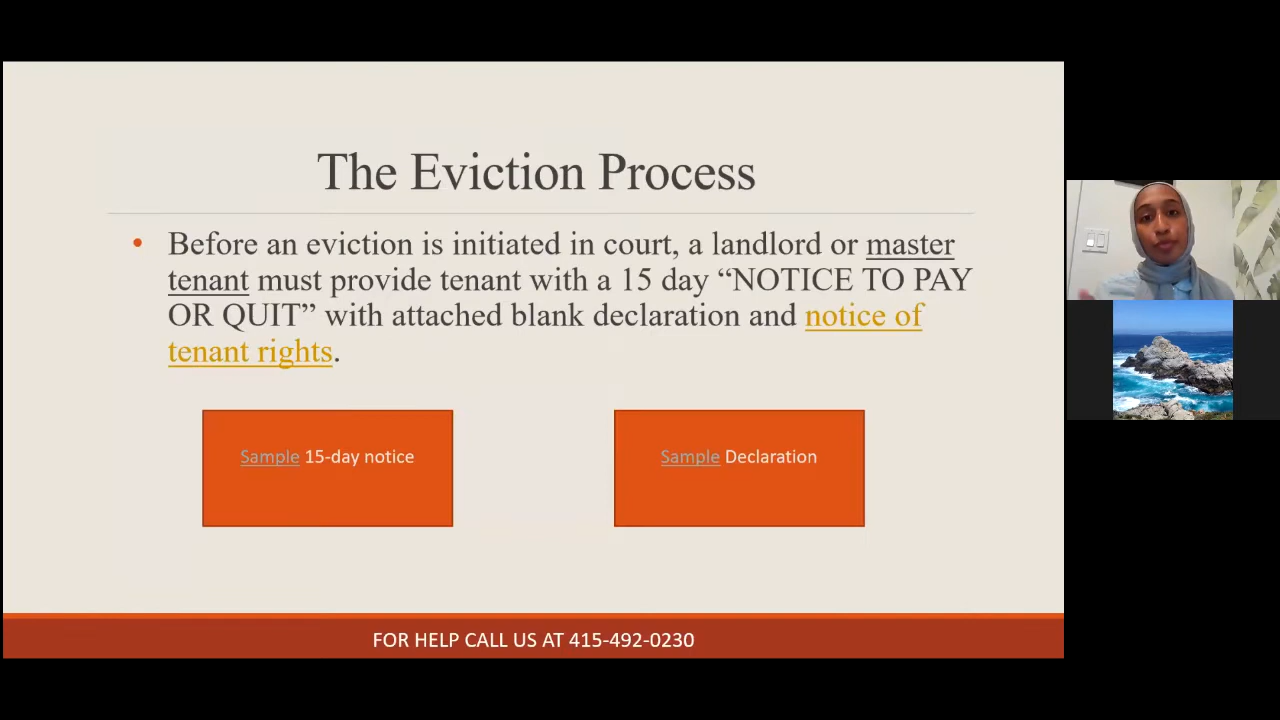 The Eviction Process
• Before an eviction is initiated in court, a landlord or master
tenant must provide tenant with a 15 day “NOTICE TO PAY
OR QUIT” with attached blank declaration and notice of
tenant rights.
Sample 15-day notice
Sample Declaration
FOR HELP CALL US AT 415-492-0230